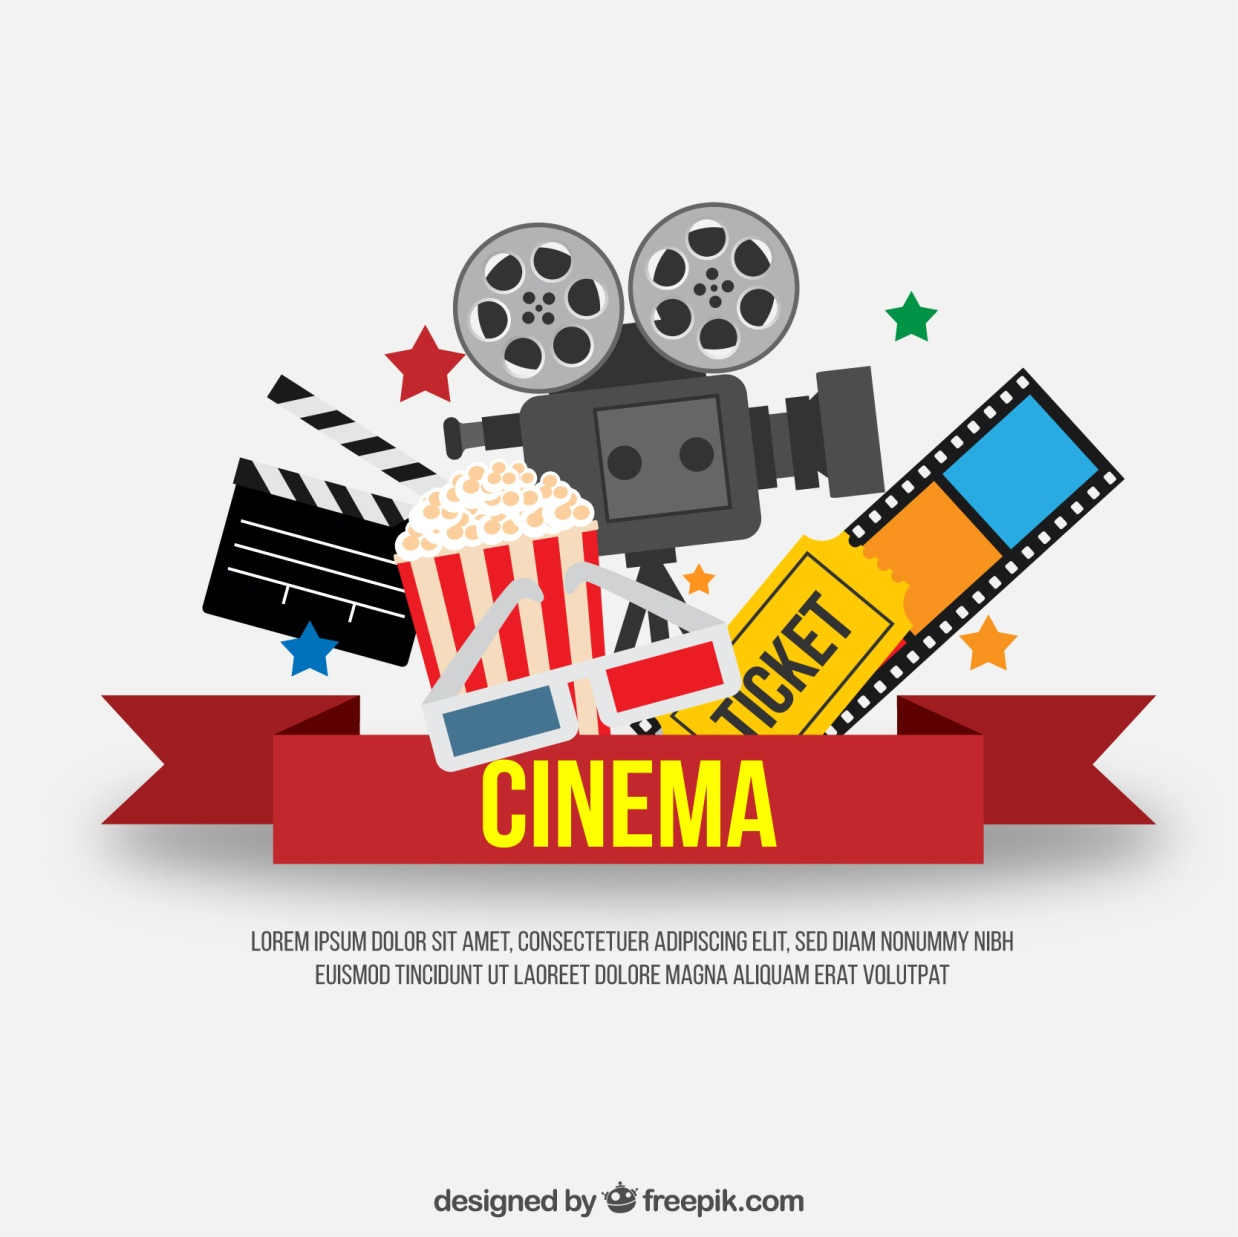 TICKET
CINEMA
LOREM IPSUM DOLOR SIT AMET, CONSECTETUER ADIPISCING ELIT, SED DIAM NONUMMY NIBH
EUISMOD TINCIDUNT UT LAOREET DOLORE MAGNA ALIQUAM ERAT VOLUTPAT
designed by freepik.com